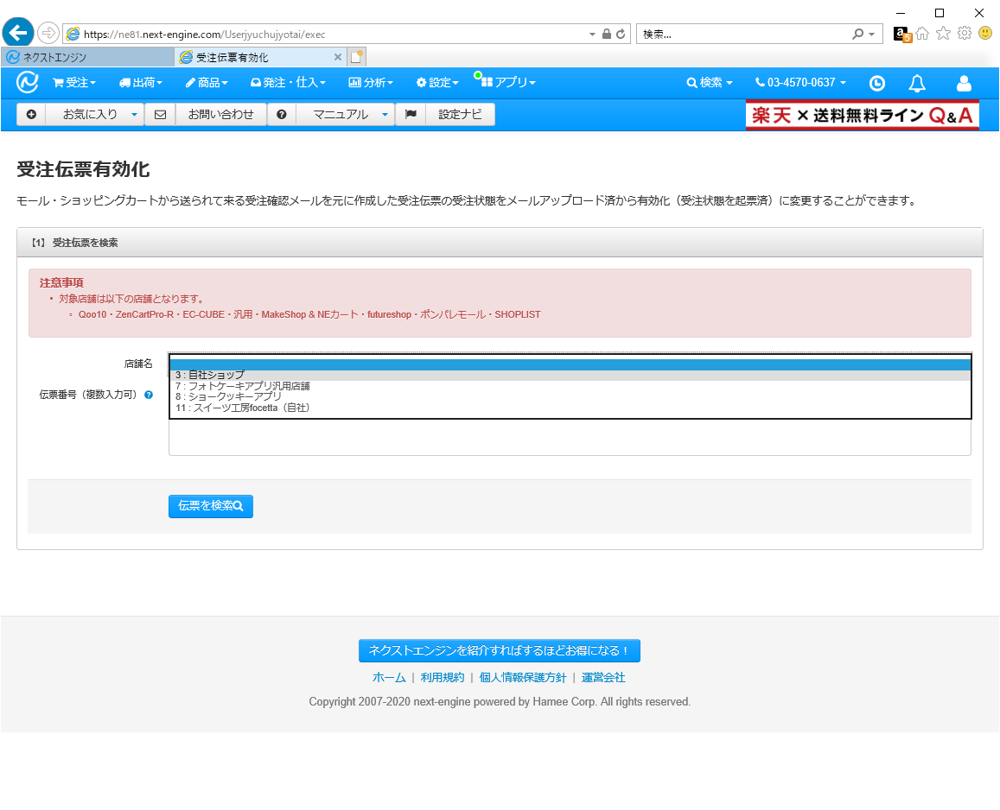 https://ne81.next-engine.com/Userjyuchujyotai/exec
検索...
ネクストエンジン
受注伝票有効化
受注 出荷 商品 発注・仕入 分析 設定 アプリ 検索 03-4570-0637
お気に入り お問い合わせ マニュアル 設定ナビ
楽天×送料無料ライン Q&A
受注伝票有効化
モール・ショッピングカートから送られて来る受注確認メールを元に作成した受注伝票の受注状態をメールアップロード済から有効化（受注状態を起票済）に変更することができます。
【1】 受注伝票を検索
注意事項
・ 対象店舗は以下の店舗となります。
◦ Qoo10・ZenCartPro-R・EC-CUBE・汎用・MakeShop & NEカート・futureshop・ポンパレモール・SHOPLIST
店舗名
3 : 自社ショップ
7 : フォトケーキアプリ汎用店舗
8 : ショークッキーアプリ
11 : スイーツ工房focetta（自社）
伝票番号（複数入力可）
伝票を検索
ネクストエンジンを紹介すればするほどお得になる！
ホーム | 利用規約 | 個人情報保護方針 | 運営会社
Copyright 2007-2020 next-engine powered by Hamee Corp. All rights reserved.